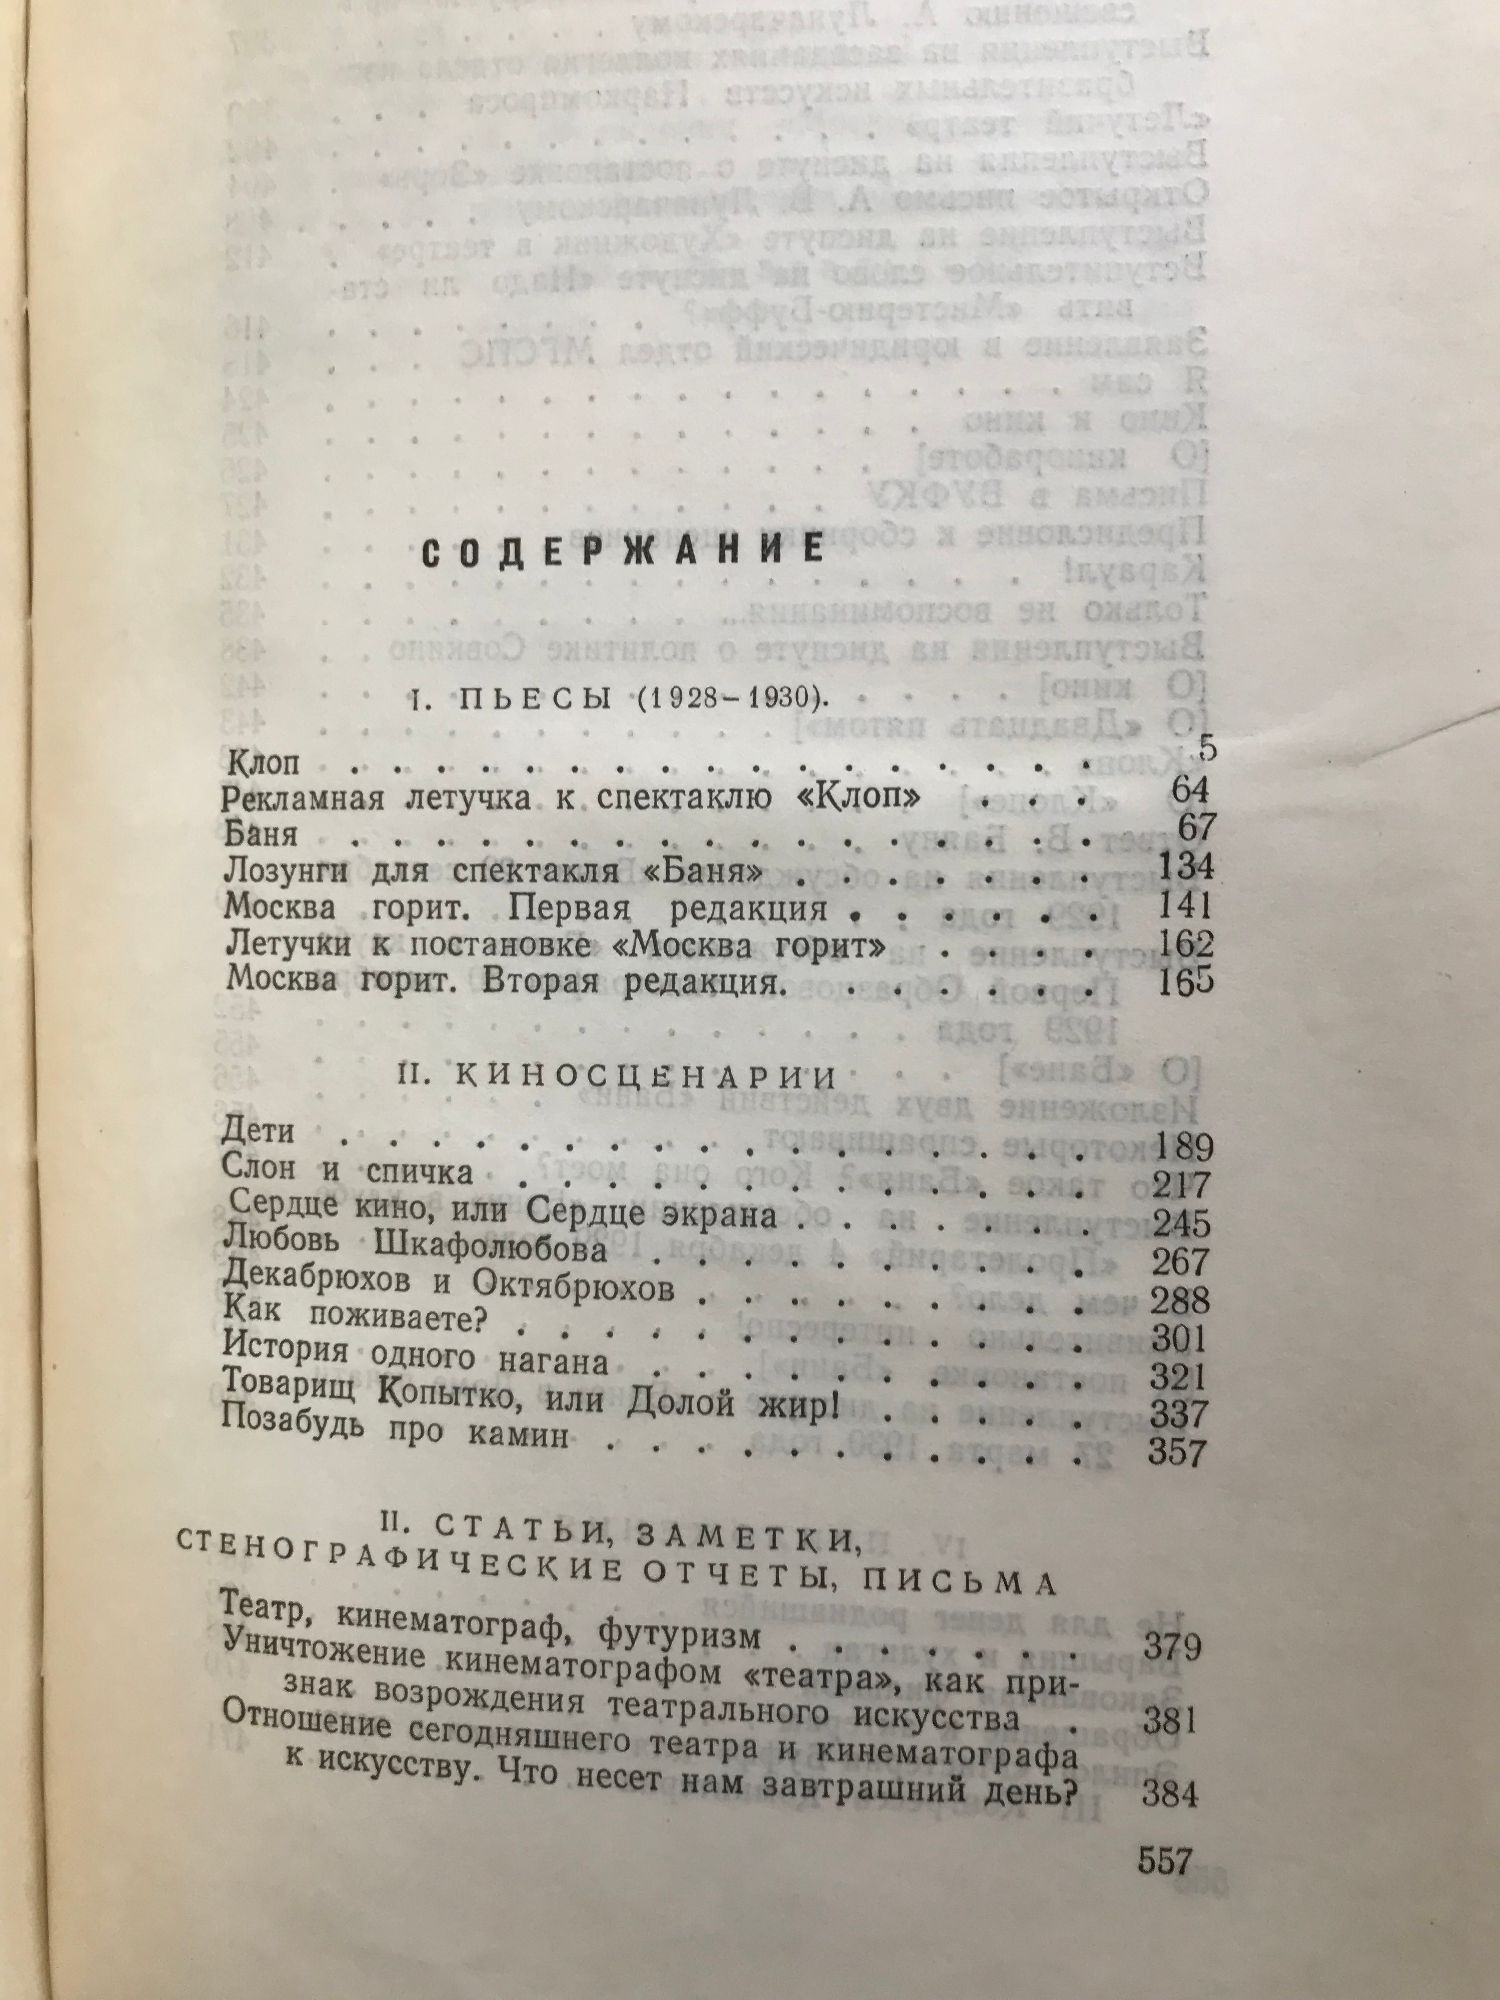 СОДЕРЖАНИЕ
I. ПЬЕСЫ (1928–1930).
Клоп . . . . . . . . . . . . . . . . . 5
Рекламная летучка к спектаклю «Клоп» . . . 64
Баня . . . . . . . . . . . . . . . . . 67
Лозунги для спектакля «Баня» . . . . . . . 134
Москва горит. Первая редакция . . . . . . 141
Летучки к постановке «Москва горит» . . . . 162
Москва горит. Вторая редакция. . . . . . . 165
II. КИНОСЦЕНАРИИ
Дети . . . . . . . . . . . . . . . . . 189
Слон и спичка . . . . . . . . . . . . . 217
Сердце кино, или Сердце экрана . . . . . . . 245
Любовь Шкафолюбова . . . . . . . . . . 267
Декабрюхов и Октябрюхов . . . . . . . . . 288
Как поживаете? . . . . . . . . . . . . . 301
История одного нагана . . . . . . . . . . 321
Товарищ Копытко, или Долой жир! . . . . . 337
Позабудь про камин . . . . . . . . . . . 357
II. СТАТЬИ, ЗАМЕТКИ,
СТЕНОГРАФИЧЕСКИЕ ОТЧЕТЫ, ПИСЬМА
Театр, кинематограф, футуризм . . . . . . . 379
Уничтожение кинематографом «театра», как при-
знак возрождения театрального искусства . 381
Отношение сегодняшнего театра и кинематографа
к искусству. Что несет нам завтрашний день? 384
557